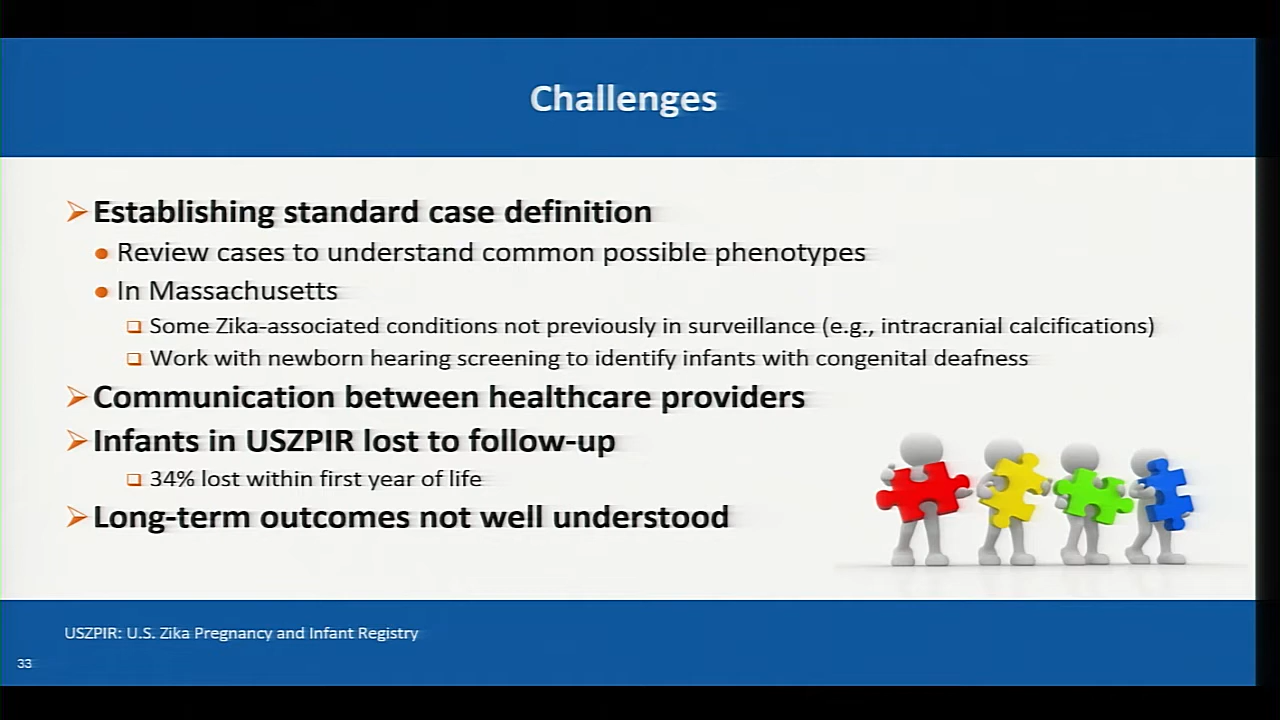 Challenges
Establishing standard case definition
Review cases to understand common possible phenotypes
In Massachusetts
Some Zika-associated conditions not previously in surveillance (e.g., intracranial calcifications)
Work with newborn hearing screening to identify infants with congenital deafness
Communication between healthcare providers
Infants in USZPIR lost to follow-up
34% lost within first year of life
Long-term outcomes not well understood
USZPIR: U.S. Zika Pregnancy and Infant Registry
33